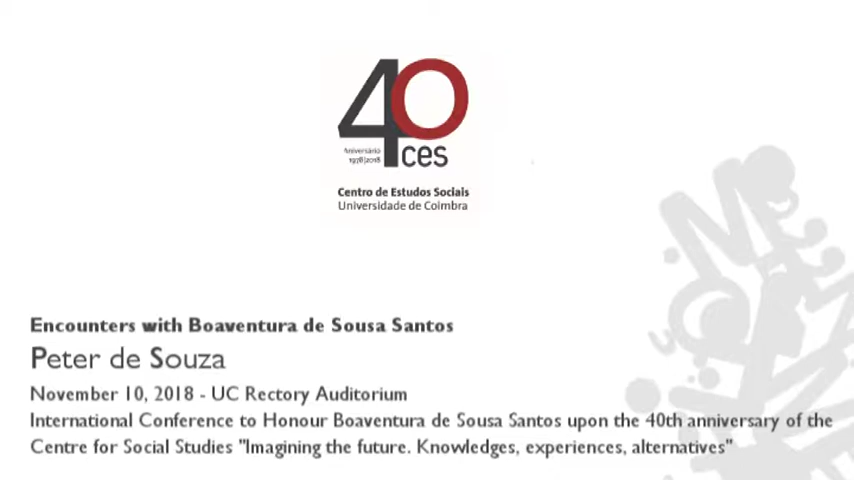 40
Aniversário
1978|2018
ces
Centro de Estudos Sociais
Universidade de Coimbra
Encounters with Boaventura de Sousa Santos
Peter de Souza
November 10, 2018 - UC Rectory Auditorium
International Conference to Honour Boaventura de Sousa Santos upon the 40th anniversary of the
Centre for Social Studies "Imagining the future. Knowledges, experiences, alternatives"